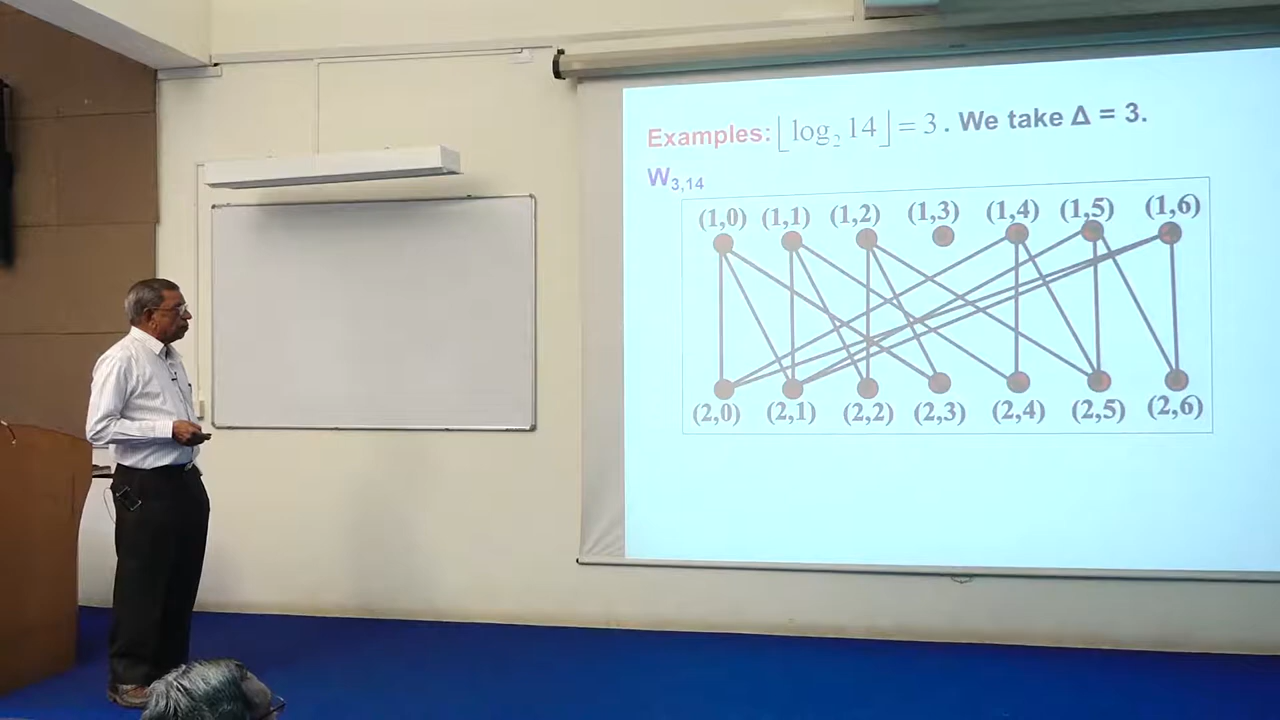 Examples: ⌊log₂ 14⌋ = 3. We take Δ = 3.
W₃,₁₄
(1,0) (1,1) (1,2) (1,3) (1,4) (1,5) (1,6)
(2,0) (2,1) (2,2) (2,3) (2,4) (2,5) (2,6)